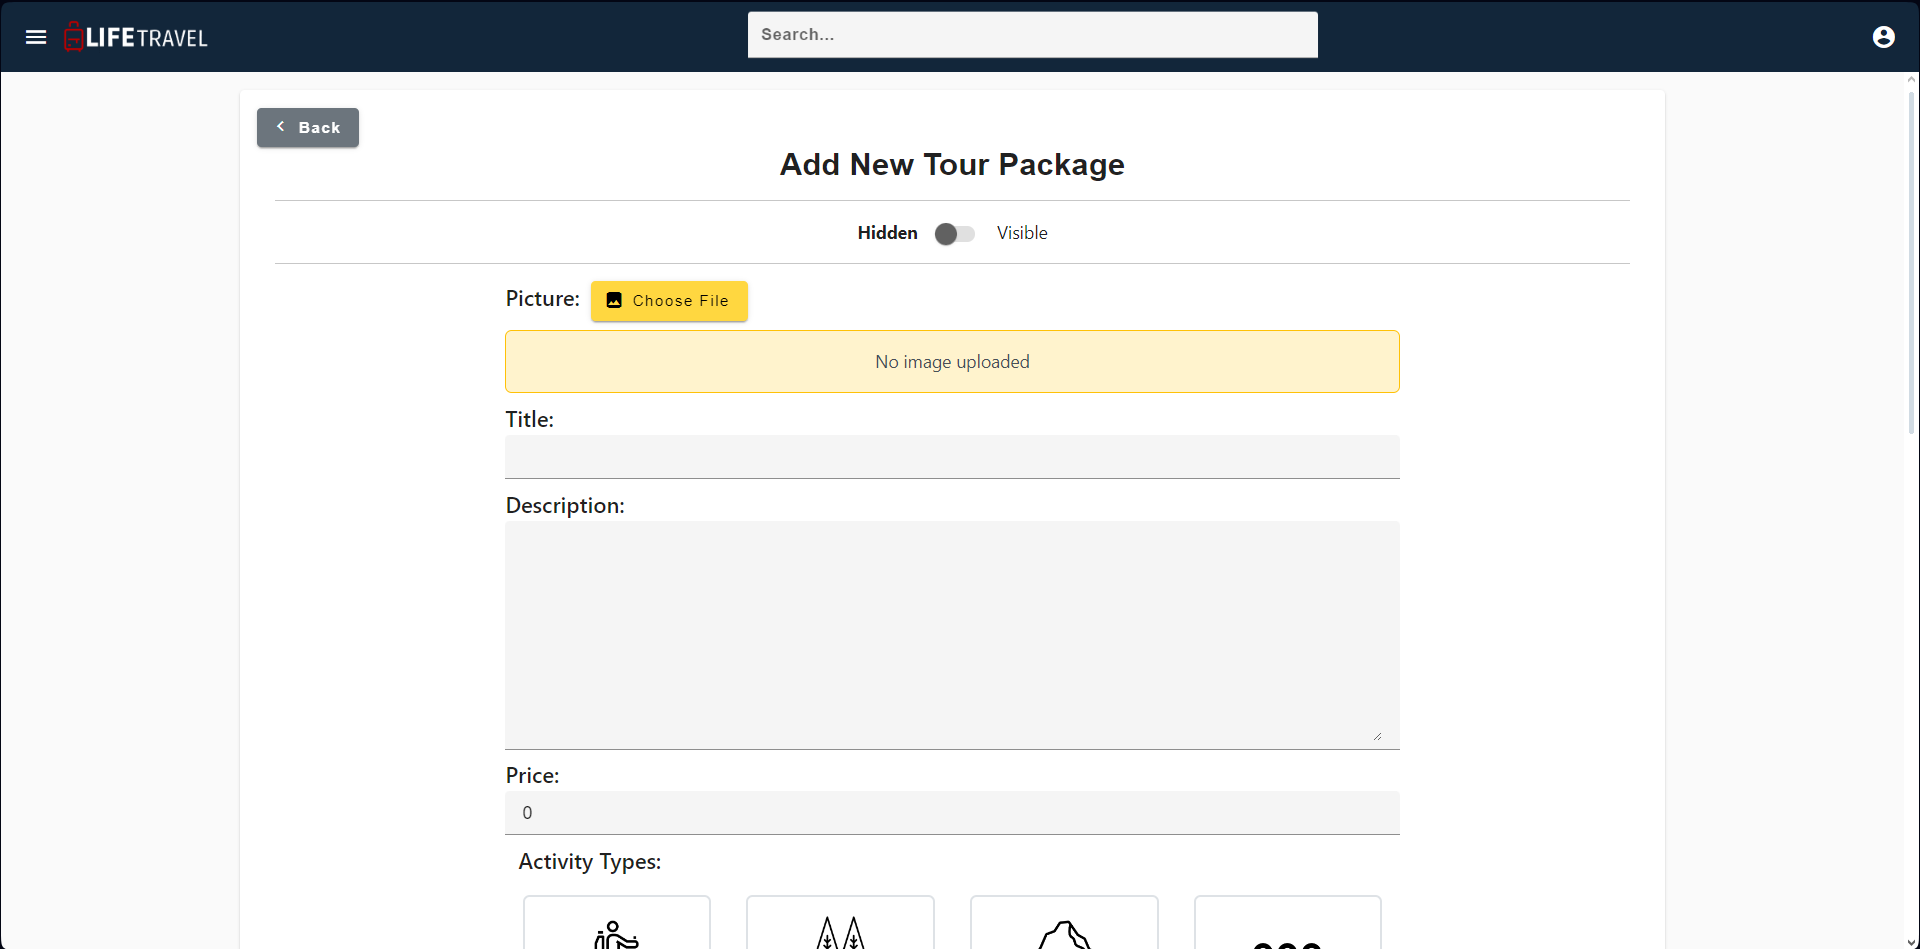 LIFETRAVEL
Search...
Back
Add New Tour Package
Hidden Visible
Picture: Choose File
No image uploaded
Title:
Description:
Price:
0
Activity Types: